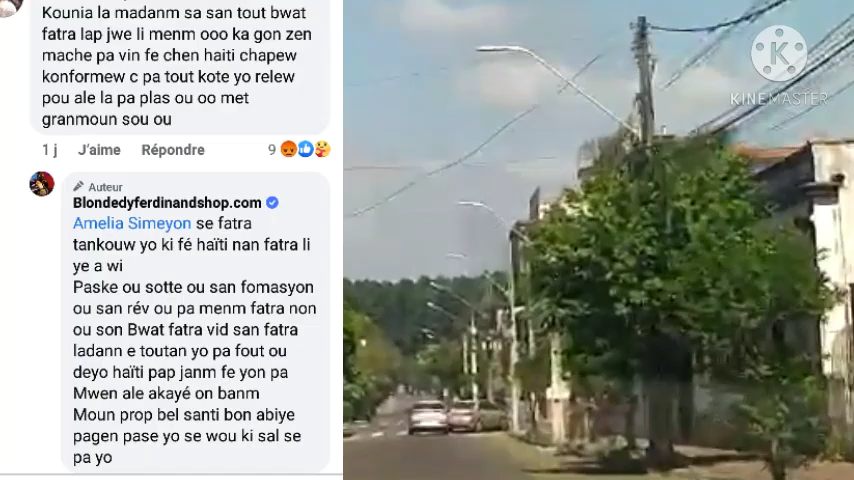 Kounia la madanm sa san tout bwat
fatra lap jwe li menm ooo ka gon zen
mache pa vin fe chen haiti chapew
konformew c pa tout kote yo relew
pou ale la pa plas ou oo met
granmoun sou ou
1 j J'aime Répondre 9
Auteur
Blondedyferdinandshop.com
Amelia Simeyon se fatra
tankouw yo ki fé haïti nan fatra li
ye a wi
Paske ou sotte ou san fomasyon
ou san rév ou pa menm fatra non
ou son Bwat fatra vid san fatra
ladann e toutan yo pa fout ou
deyo haïti pap janm fe yon pa
Mwen ale akayé on banm
Moun prop bel santi bon abiye
pagen pase yo se wou ki sal se
pa yo
K
KINEMASTER